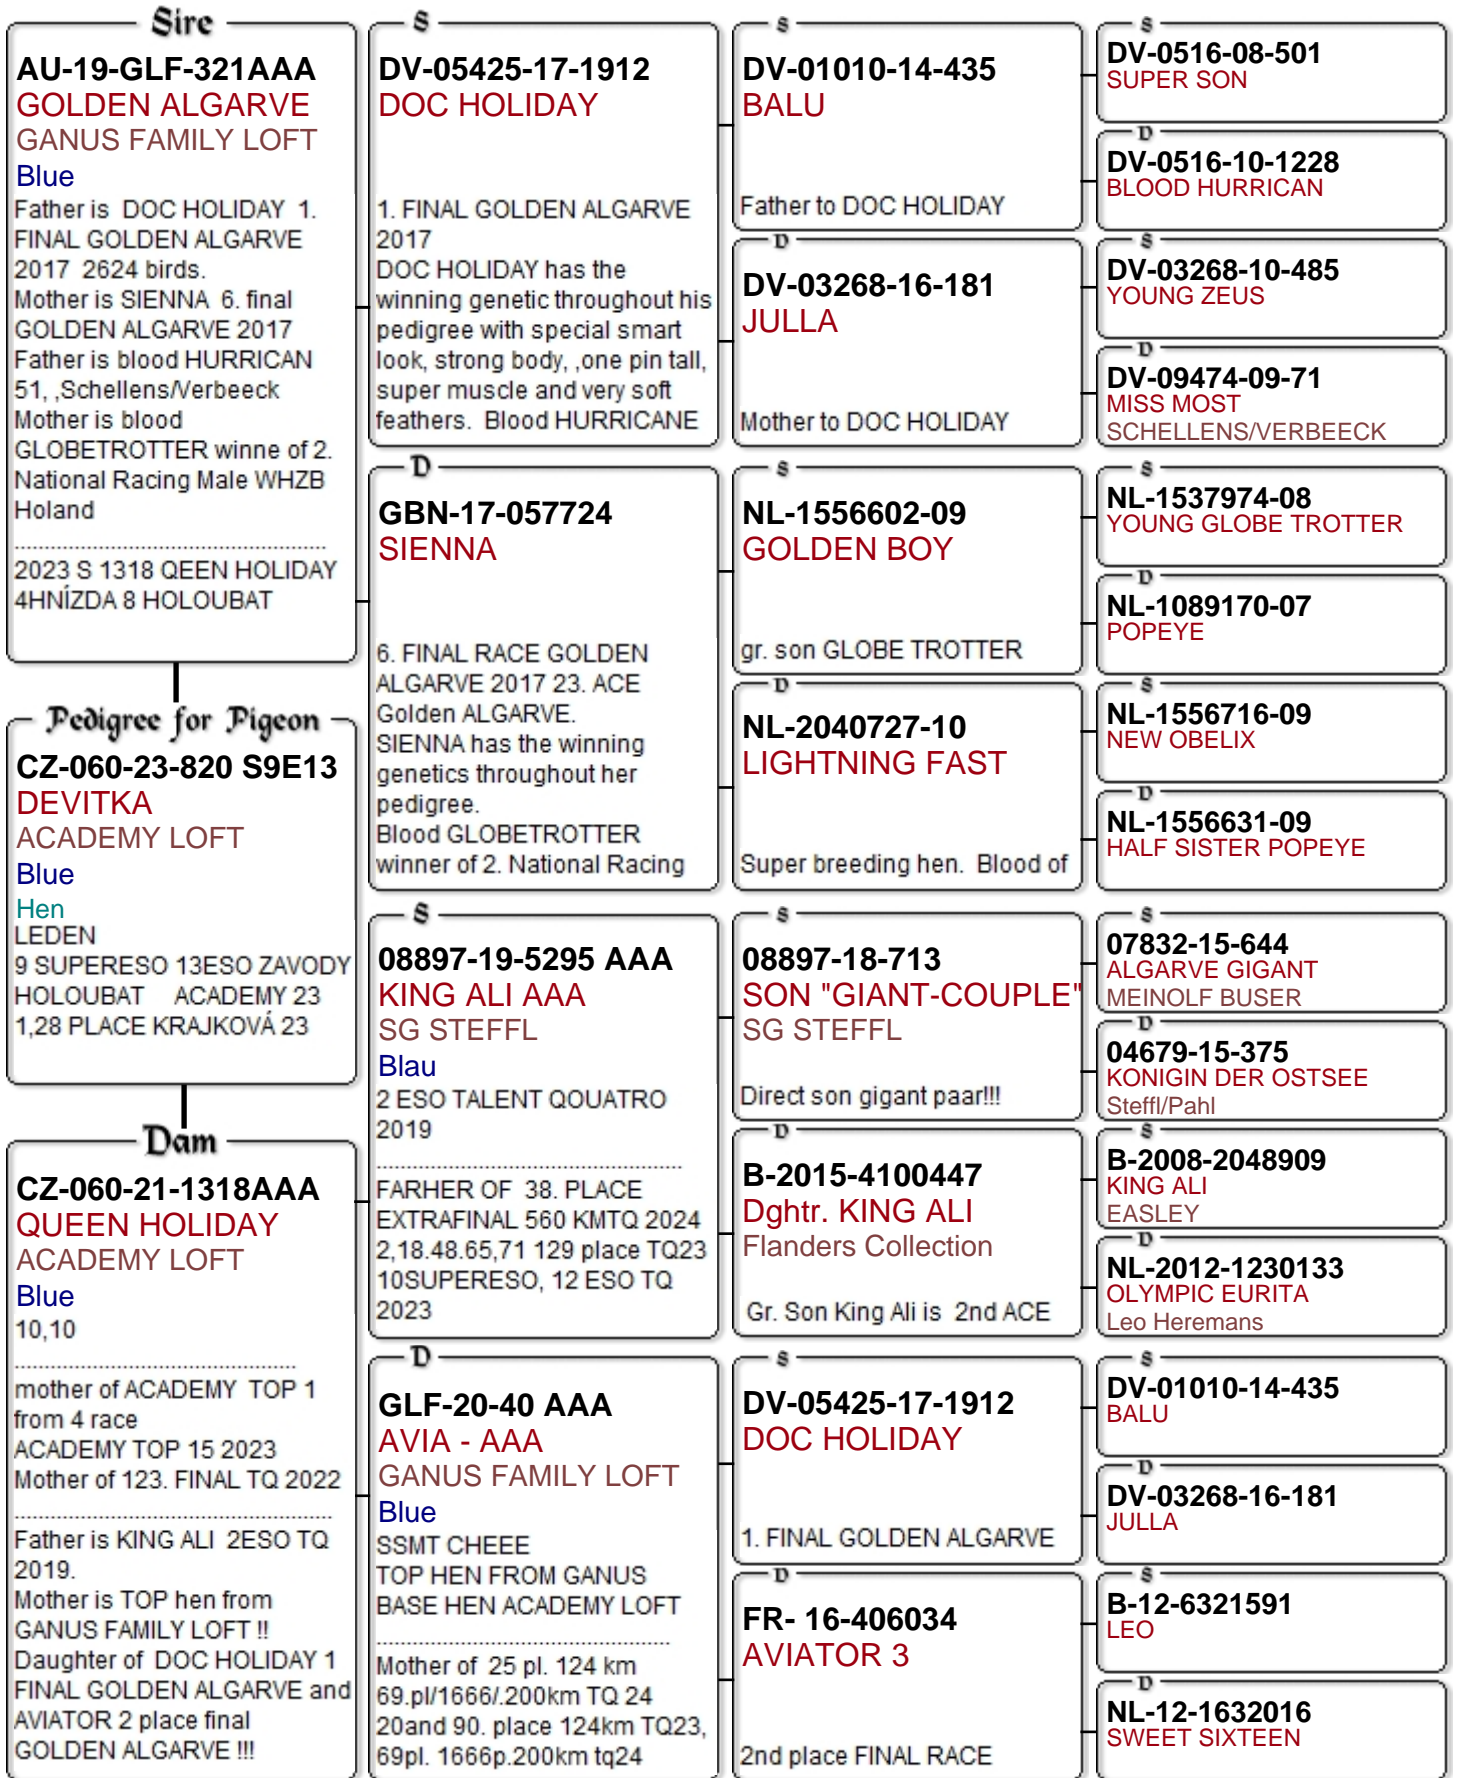 Sire
AU-19-GLF-321AAA
GOLDEN ALGARVE
GANUS FAMILY LOFT
Blue
Father is  DOC HOLIDAY  1.
FINAL GOLDEN ALGARVE
2017  2624 birds.
Mother is SIENNA  6. final
GOLDEN ALGARVE 2017
Father is blood HURRICAN
51, ,Schellens/Verbeeck
Mother is blood
GLOBETROTTER winne of 2.
National Racing Male WHZB
Holand
....................................................
2023 S 1318 QEEN HOLIDAY
4HNÍZDA 8 HOLOUBAT
Pedigree for Pigeon
CZ-060-23-820 S9E13
DEVITKA
ACADEMY LOFT
Blue
Hen
LEDEN
9 SUPERESO 13ESO ZAVODY
HOLOUBAT     ACADEMY 23
1,28 PLACE KRAJKOVÁ 23
Dam
CZ-060-21-1318AAA
QUEEN HOLIDAY
ACADEMY LOFT
Blue
10,10
...............................................
mother of ACADEMY  TOP 1
from 4 race
ACADEMY TOP 15 2023
Mother of 123. FINAL TQ 2022
.....................................................
Father is KING ALI  2ESO TQ
2019.
Mother is TOP hen from
GANUS FAMILY LOFT !!
Daughter of  DOC HOLIDAY 1
FINAL GOLDEN ALGARVE and
AVIATOR 2 place final
GOLDEN ALGARVE !!!
S
DV-05425-17-1912
DOC HOLIDAY
1. FINAL GOLDEN ALGARVE
2017
DOC HOLIDAY has the
winning genetic throughout his
pedigree with special smart
look, strong body, ,one pin tall,
super muscle and very soft
feathers.  Blood HURRICANE
D
GBN-17-057724
SIENNA
6. FINAL RACE GOLDEN
ALGARVE 2017 23. ACE
Golden ALGARVE.
SIENNA has the winning
genetics throughout her
pedigree.
Blood GLOBETROTTER
winner of 2. National Racing
S
08897-19-5295 AAA
KING ALI AAA
SG STEFFL
Blau
2 ESO TALENT QOUATRO
2019
...................................................
FARHER OF  38. PLACE
EXTRAFINAL 560 KMTQ 2024
2,18.48.65,71 129 place TQ23
10SUPERESO, 12 ESO TQ
2023
D
GLF-20-40 AAA
AVIA - AAA
GANUS FAMILY LOFT
Blue
SSMT CHEEE
TOP HEN FROM GANUS
BASE HEN ACADEMY LOFT
.................................................
Mother of  25 pl. 124 km
69.pl/1666/.200km TQ 24
20and 90. place 124km TQ23,
69pl. 1666p.200km tq24
S
DV-01010-14-435
BALU
Father to DOC HOLIDAY
D
DV-03268-16-181
JULLA
Mother to DOC HOLIDAY
S
NL-1556602-09
GOLDEN BOY
gr. son GLOBE TROTTER
D
NL-2040727-10
LIGHTNING FAST
Super breeding hen.  Blood of
S
08897-18-713
SON "GIANT-COUPLE"
SG STEFFL
Direct son gigant paar!!!
D
B-2015-4100447
Dghtr. KING ALI
Flanders Collection
Gr. Son King Ali is  2nd ACE
S
DV-05425-17-1912
DOC HOLIDAY
1. FINAL GOLDEN ALGARVE
D
FR- 16-406034
AVIATOR 3
2nd place FINAL RACE
S
DV-0516-08-501
SUPER SON
D
DV-0516-10-1228
BLOOD HURRICAN
S
DV-03268-10-485
YOUNG ZEUS
D
DV-09474-09-71
MISS MOST
SCHELLENS/VERBEECK
S
NL-1537974-08
YOUNG GLOBE TROTTER
D
NL-1089170-07
POPEYE
S
NL-1556716-09
NEW OBELIX
D
NL-1556631-09
HALF SISTER POPEYE
S
07832-15-644
ALGARVE GIGANT
MEINOLF BUSER
D
04679-15-375
KONIGIN DER OSTSEE
Steffl/Pahl
S
B-2008-2048909
KING ALI
EASLEY
D
NL-2012-1230133
OLYMPIC EURITA
Leo Heremans
S
DV-01010-14-435
BALU
D
DV-03268-16-181
JULLA
S
B-12-6321591
LEO
D
NL-12-1632016
SWEET SIXTEEN